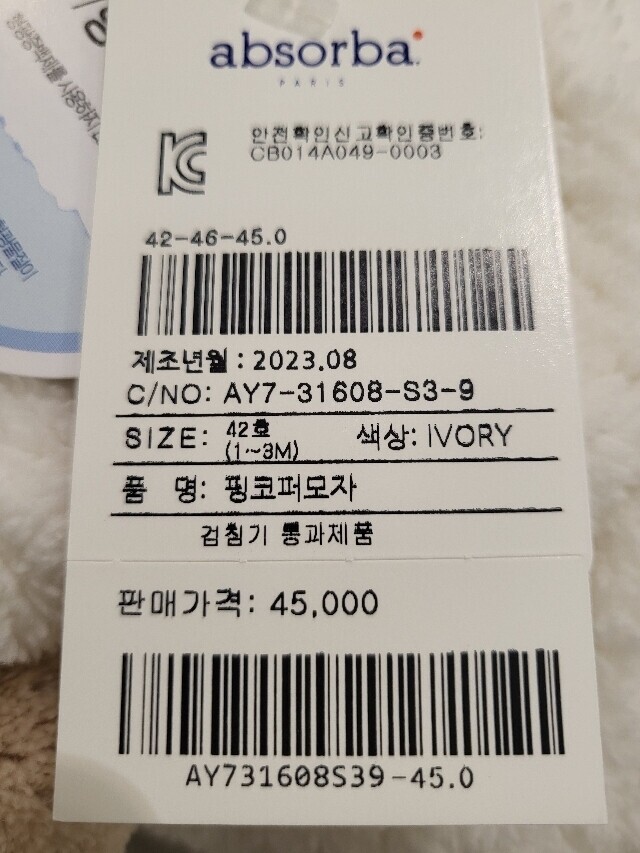 absorba
PARIS
안전확인신고확인증번호:
CB014A049-0003
42-46-45.0
제조년월 : 2023.08
C/NO: AY7-31608-S3-9
SIZE: 42호 (1~3M) 색상: IVORY
품 명: 핑코퍼모자
검침기 통과제품
판매가격: 45,000
AY731608S39-45.0